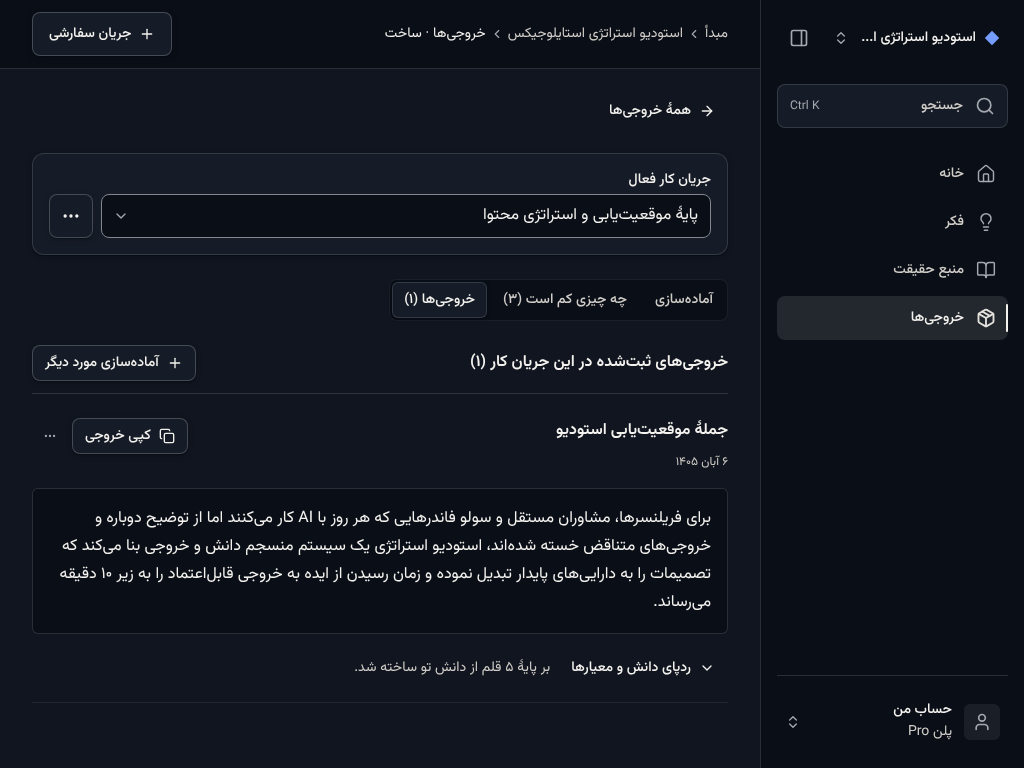 استودیو استراتژی ا...
جستجو
Ctrl K
خانه
فکر
منبع حقیقت
خروجی‌ها
حساب من
پلن Pro
مبدأ › استودیو استراتژی استایلوجیکس › خروجی‌ها · ساخت
+ جریان سفارشی
همهٔ خروجی‌ها
جریان کار فعال
پایهٔ موقعیت‌یابی و استراتژی محتوا
آماده‌سازی
چه چیزی کم است (۳)
خروجی‌ها (۱)
خروجی‌های ثبت‌شده در این جریان کار (۱)
+ آماده‌سازی مورد دیگر
جملهٔ موقعیت‌یابی استودیو
کپی خروجی
۶ آبان ۱۴۰۵
برای فریلنسرها، مشاوران مستقل و سولو فاندرهایی که هر روز با AI کار می‌کنند اما از توضیح دوباره و
خروجی‌های متناقض خسته شده‌اند، استودیو استراتژی یک سیستم منسجم دانش و خروجی بنا می‌کند که
تصمیمات را به دارایی‌های پایدار تبدیل نموده و زمان رسیدن از ایده به خروجی قابل‌اعتماد را به زیر ۱۰ دقیقه
می‌رساند.
ردپای دانش و معیارها
بر پایهٔ ۵ قلم از دانش تو ساخته شد.